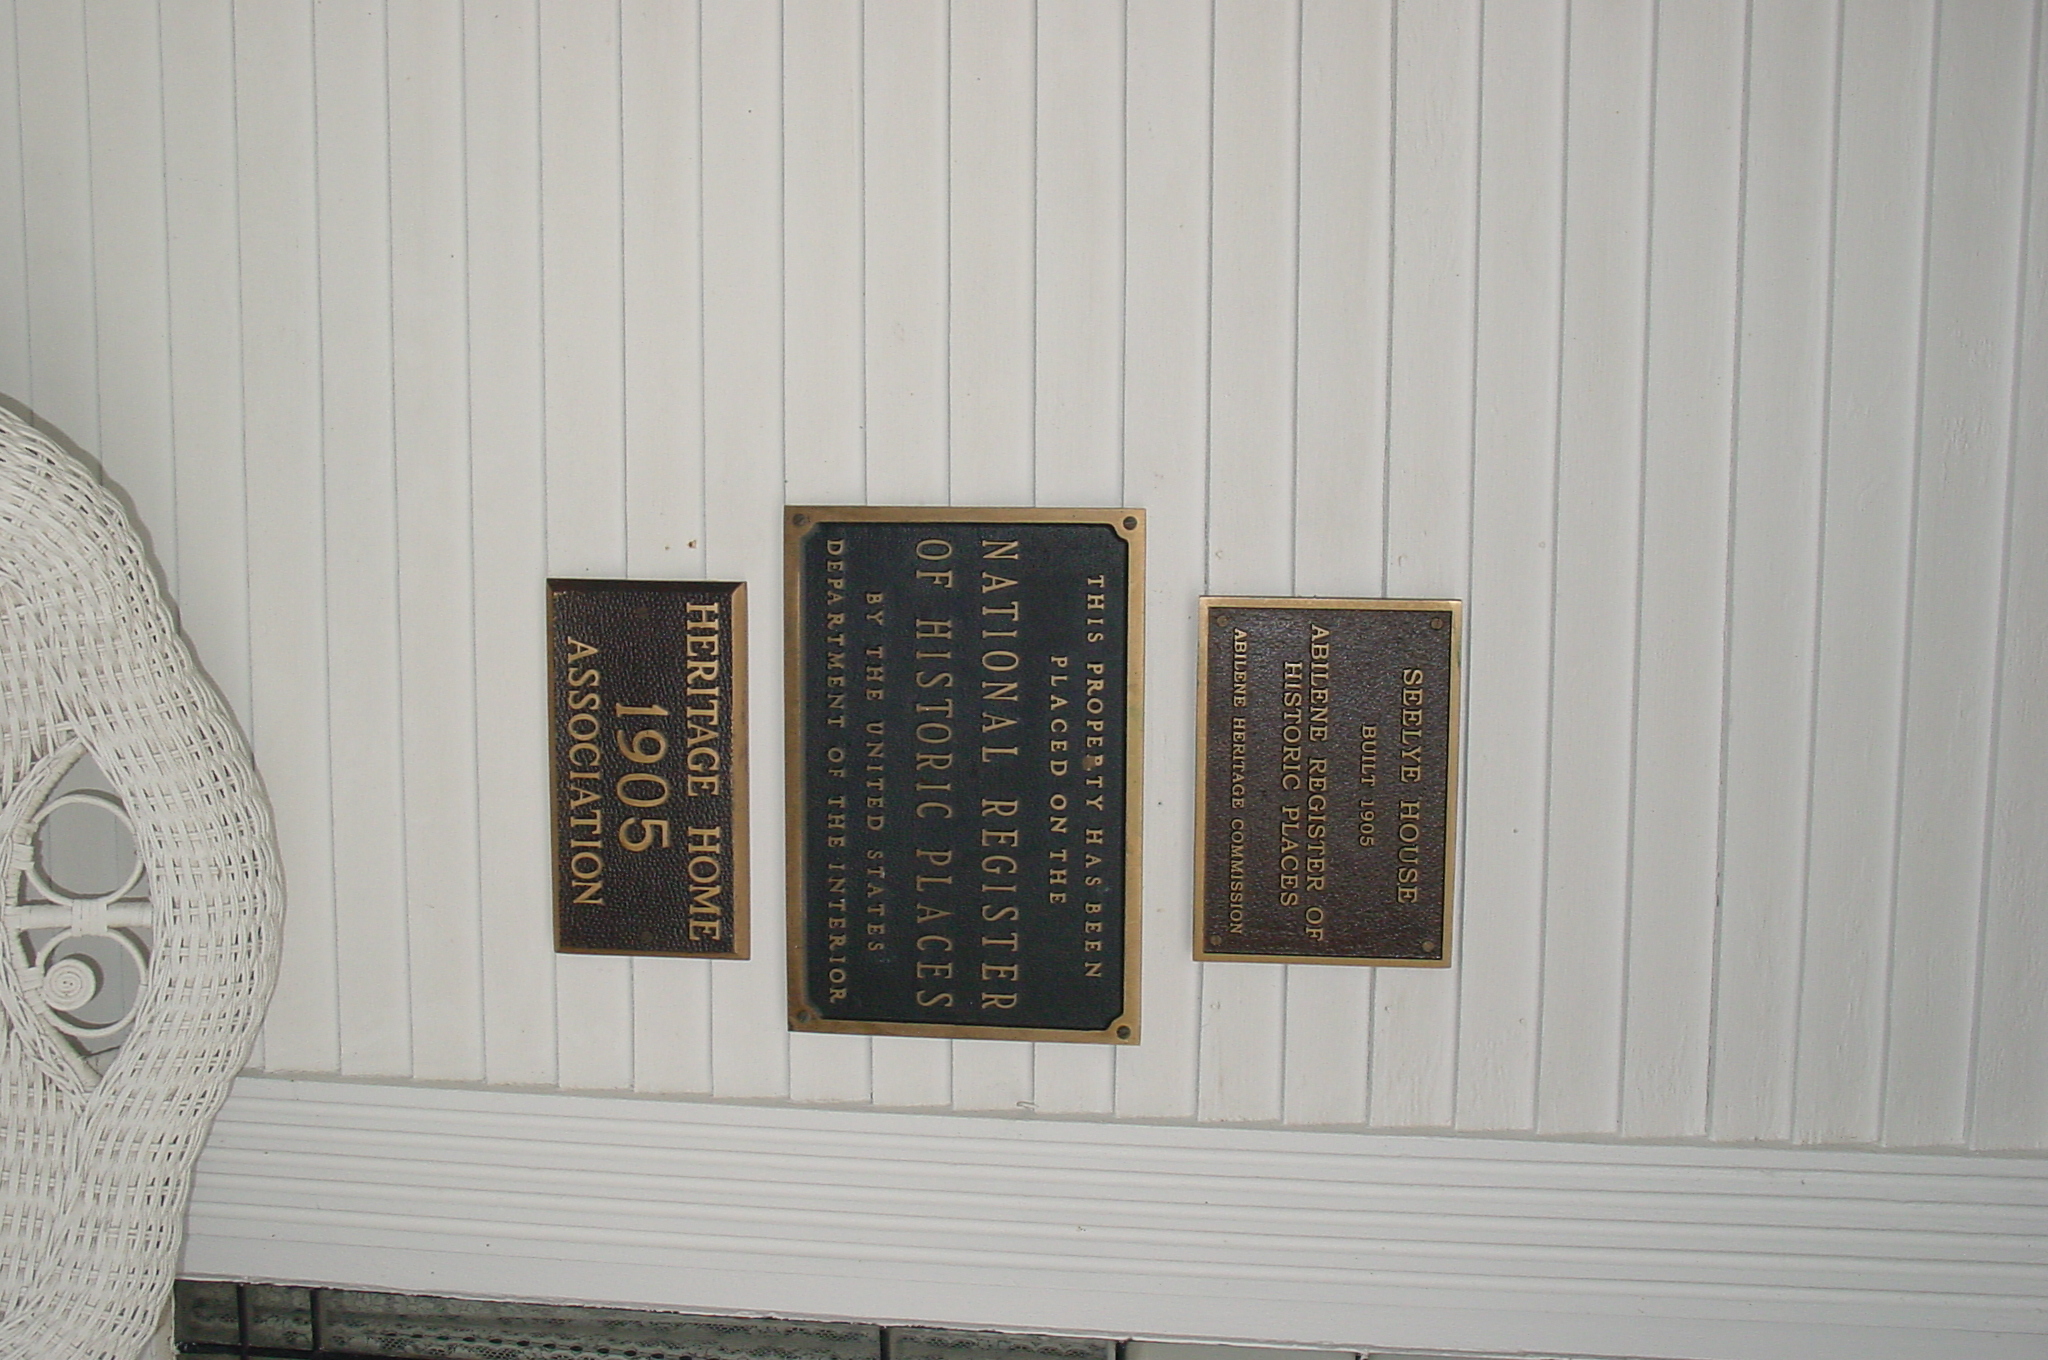 SEELYE HOUSE
BUILT 1905
ABILENE REGISTER OF
HISTORIC PLACES
ABILENE HERITAGE COMMISSION
THIS PROPERTY HAS BEEN
PLACED ON THE
NATIONAL REGISTER
OF HISTORIC PLACES
BY THE UNITED STATES
DEPARTMENT OF THE INTERIOR
HERITAGE HOME
1905
ASSOCIATION